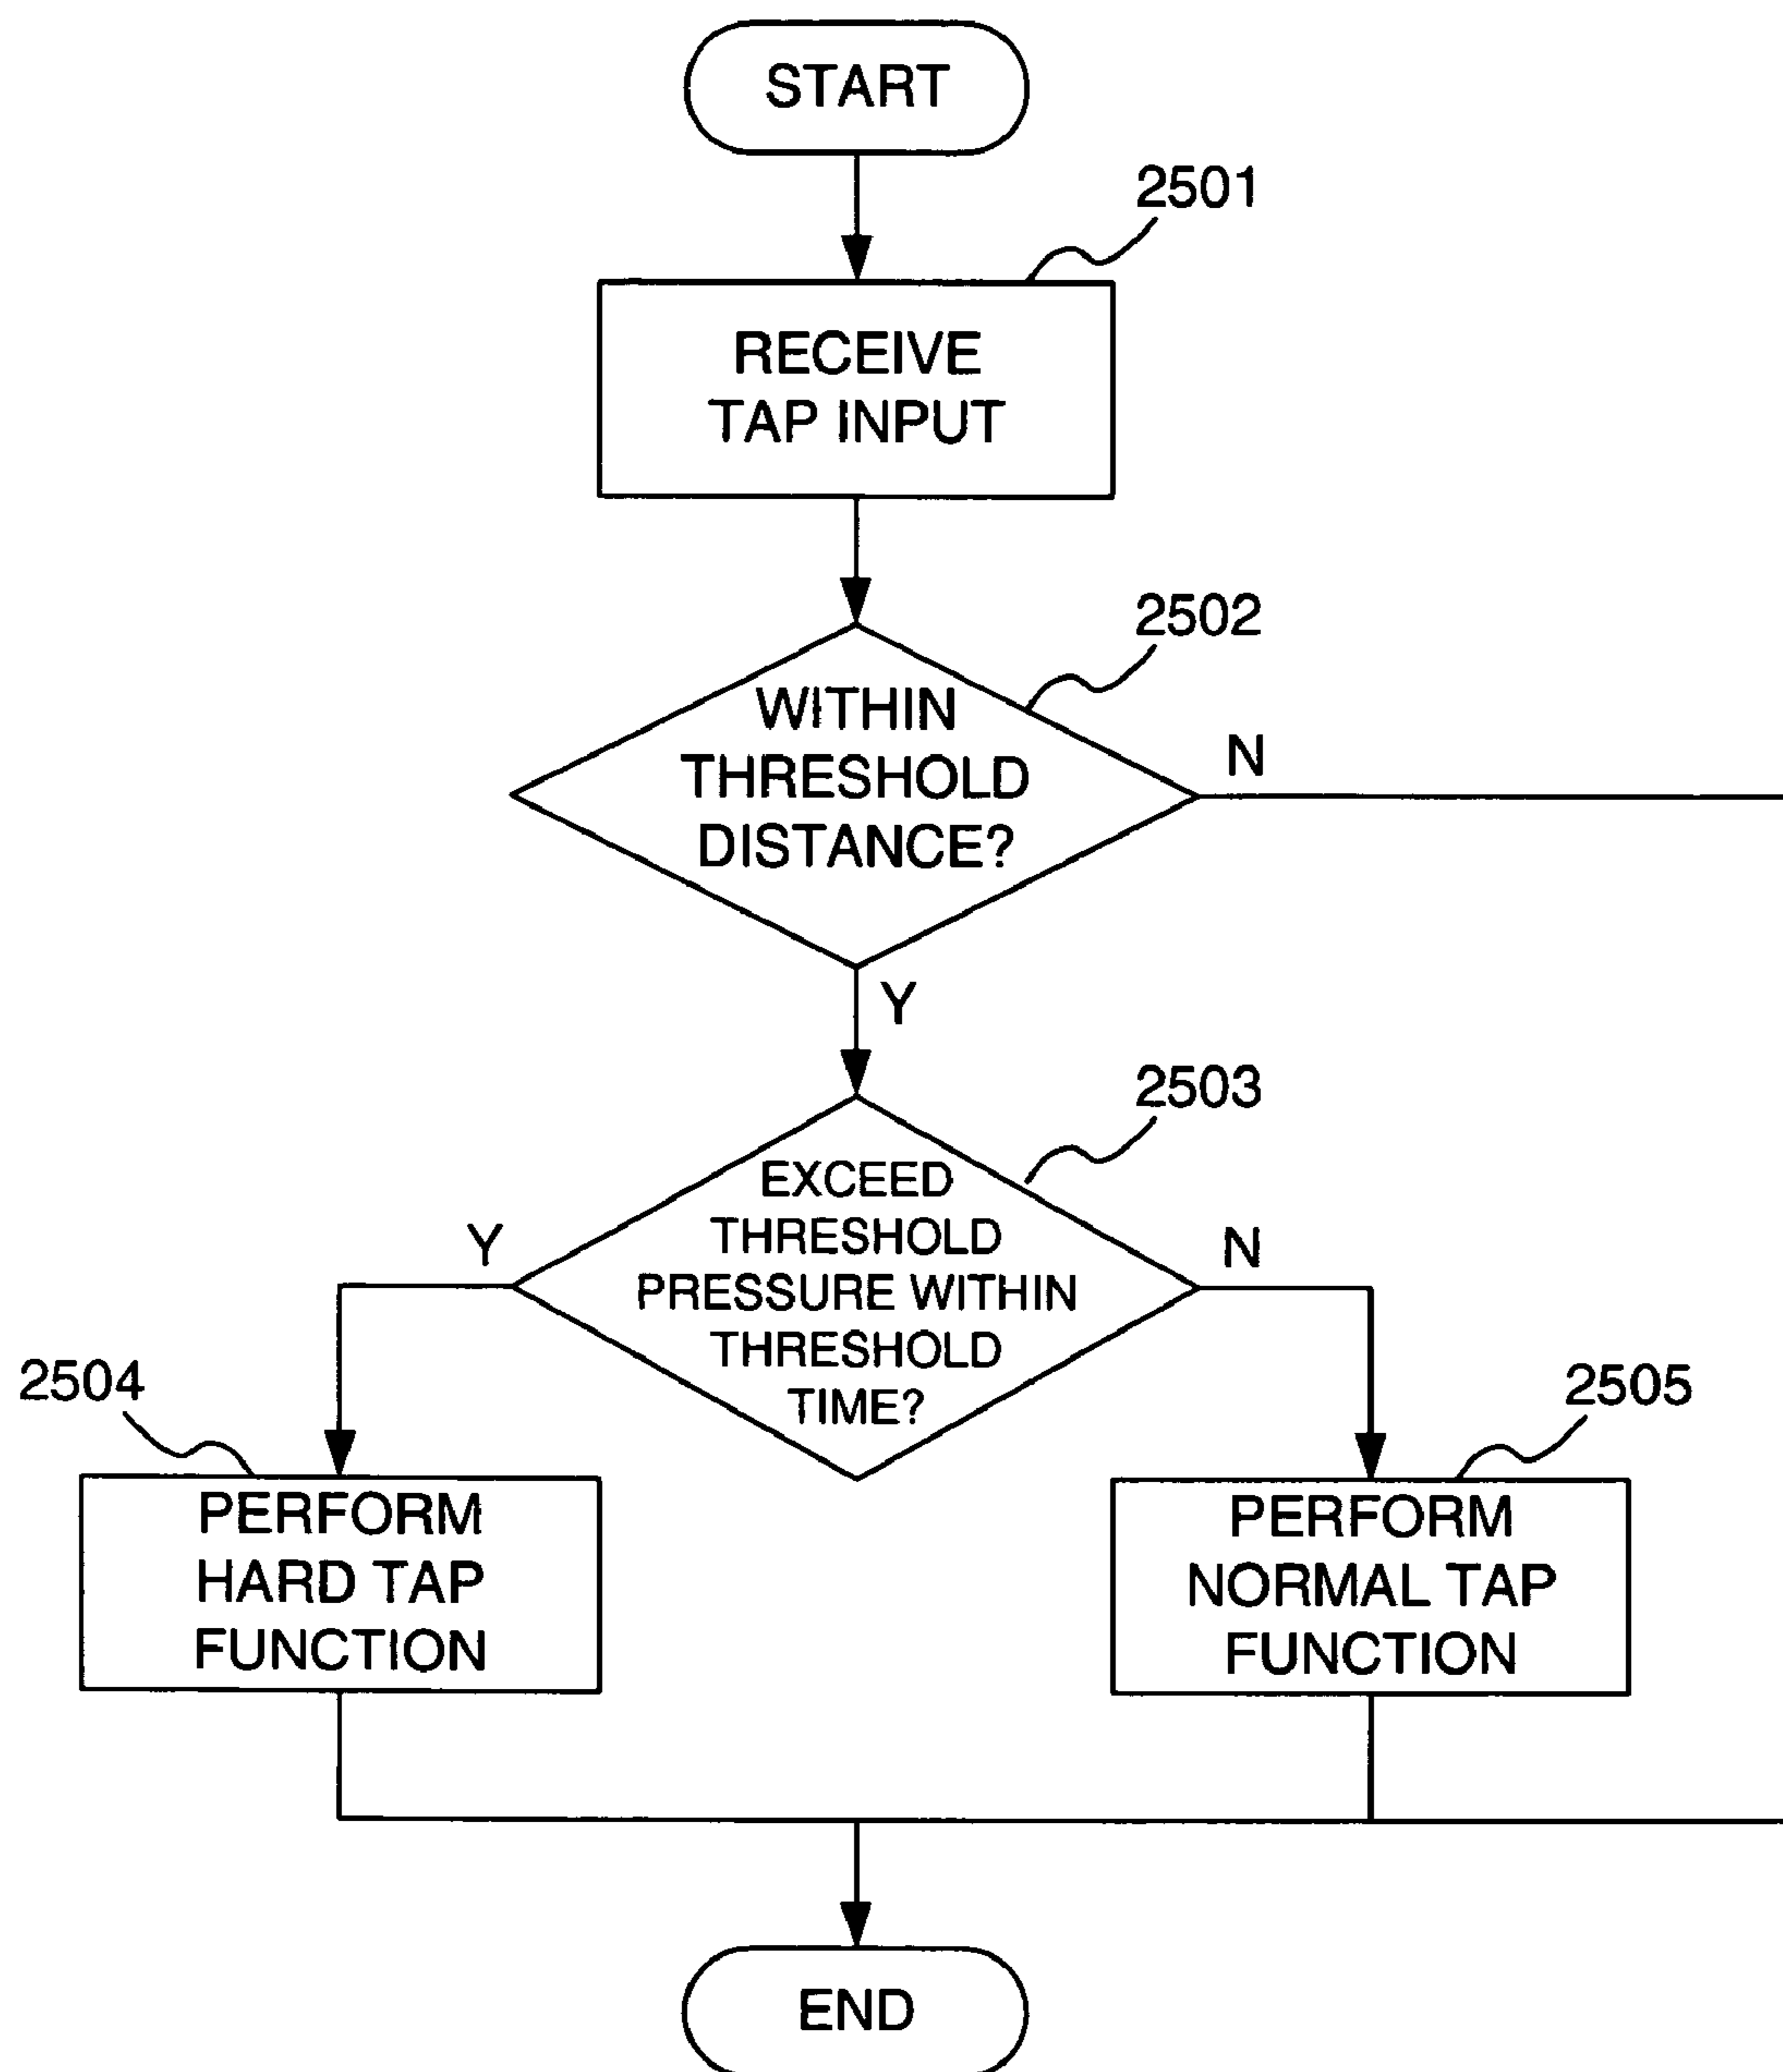 START
2501
RECEIVE
TAP INPUT
2502
WITHIN
THRESHOLD
DISTANCE?
N
Y
2503
EXCEED
THRESHOLD
PRESSURE WITHIN
THRESHOLD
TIME?
Y
N
2504
2505
PERFORM
HARD TAP
FUNCTION
PERFORM
NORMAL TAP
FUNCTION
END